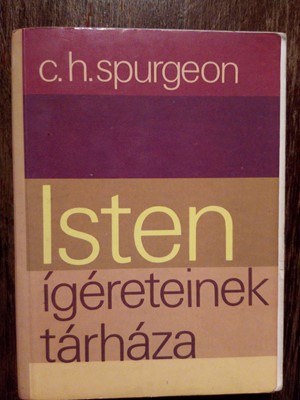 c.h.spurgeon
Isten
ígéreteinek
tárháza